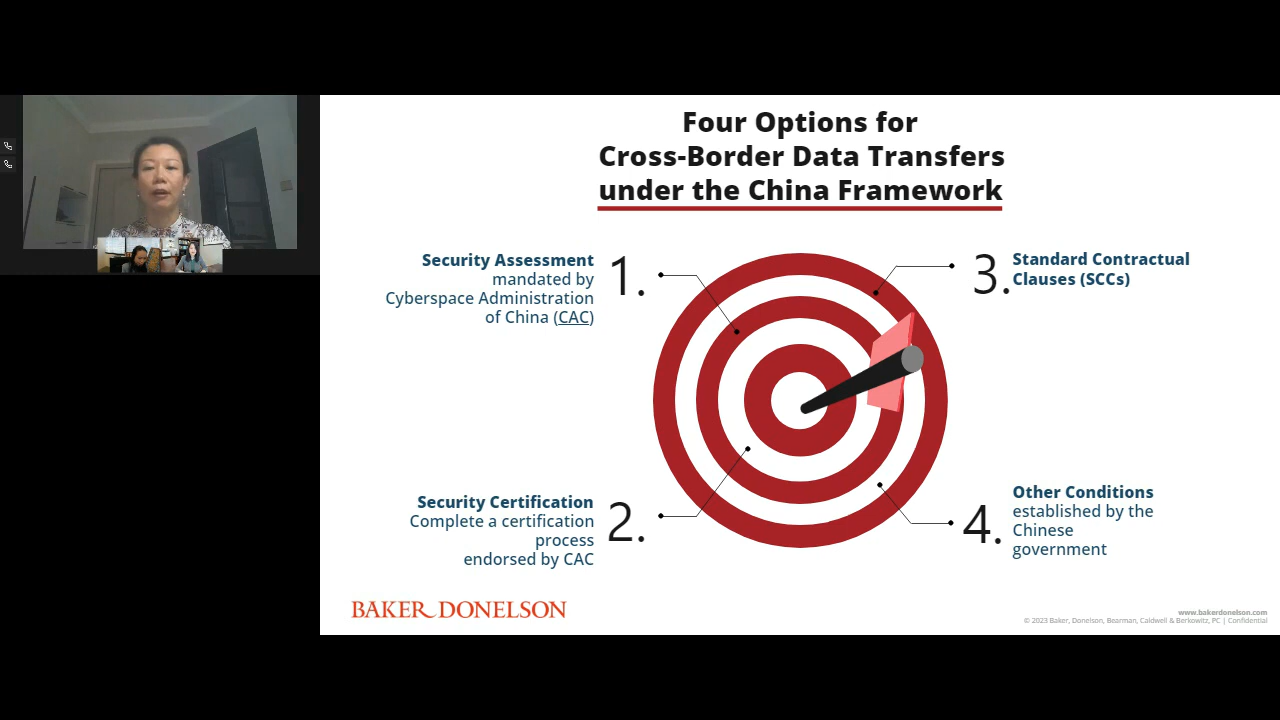 Four Options for
Cross-Border Data Transfers
under the China Framework
1.
Security Assessment
mandated by
Cyberspace Administration
of China (CAC)
2.
Security Certification
Complete a certification
process
endorsed by CAC
3.
Standard Contractual
Clauses (SCCs)
4.
Other Conditions
established by the
Chinese
government
BAKER DONELSON
www.bakerdonelson.com
© 2023 Baker, Donelson, Bearman, Caldwell & Berkowitz, PC | Confidential